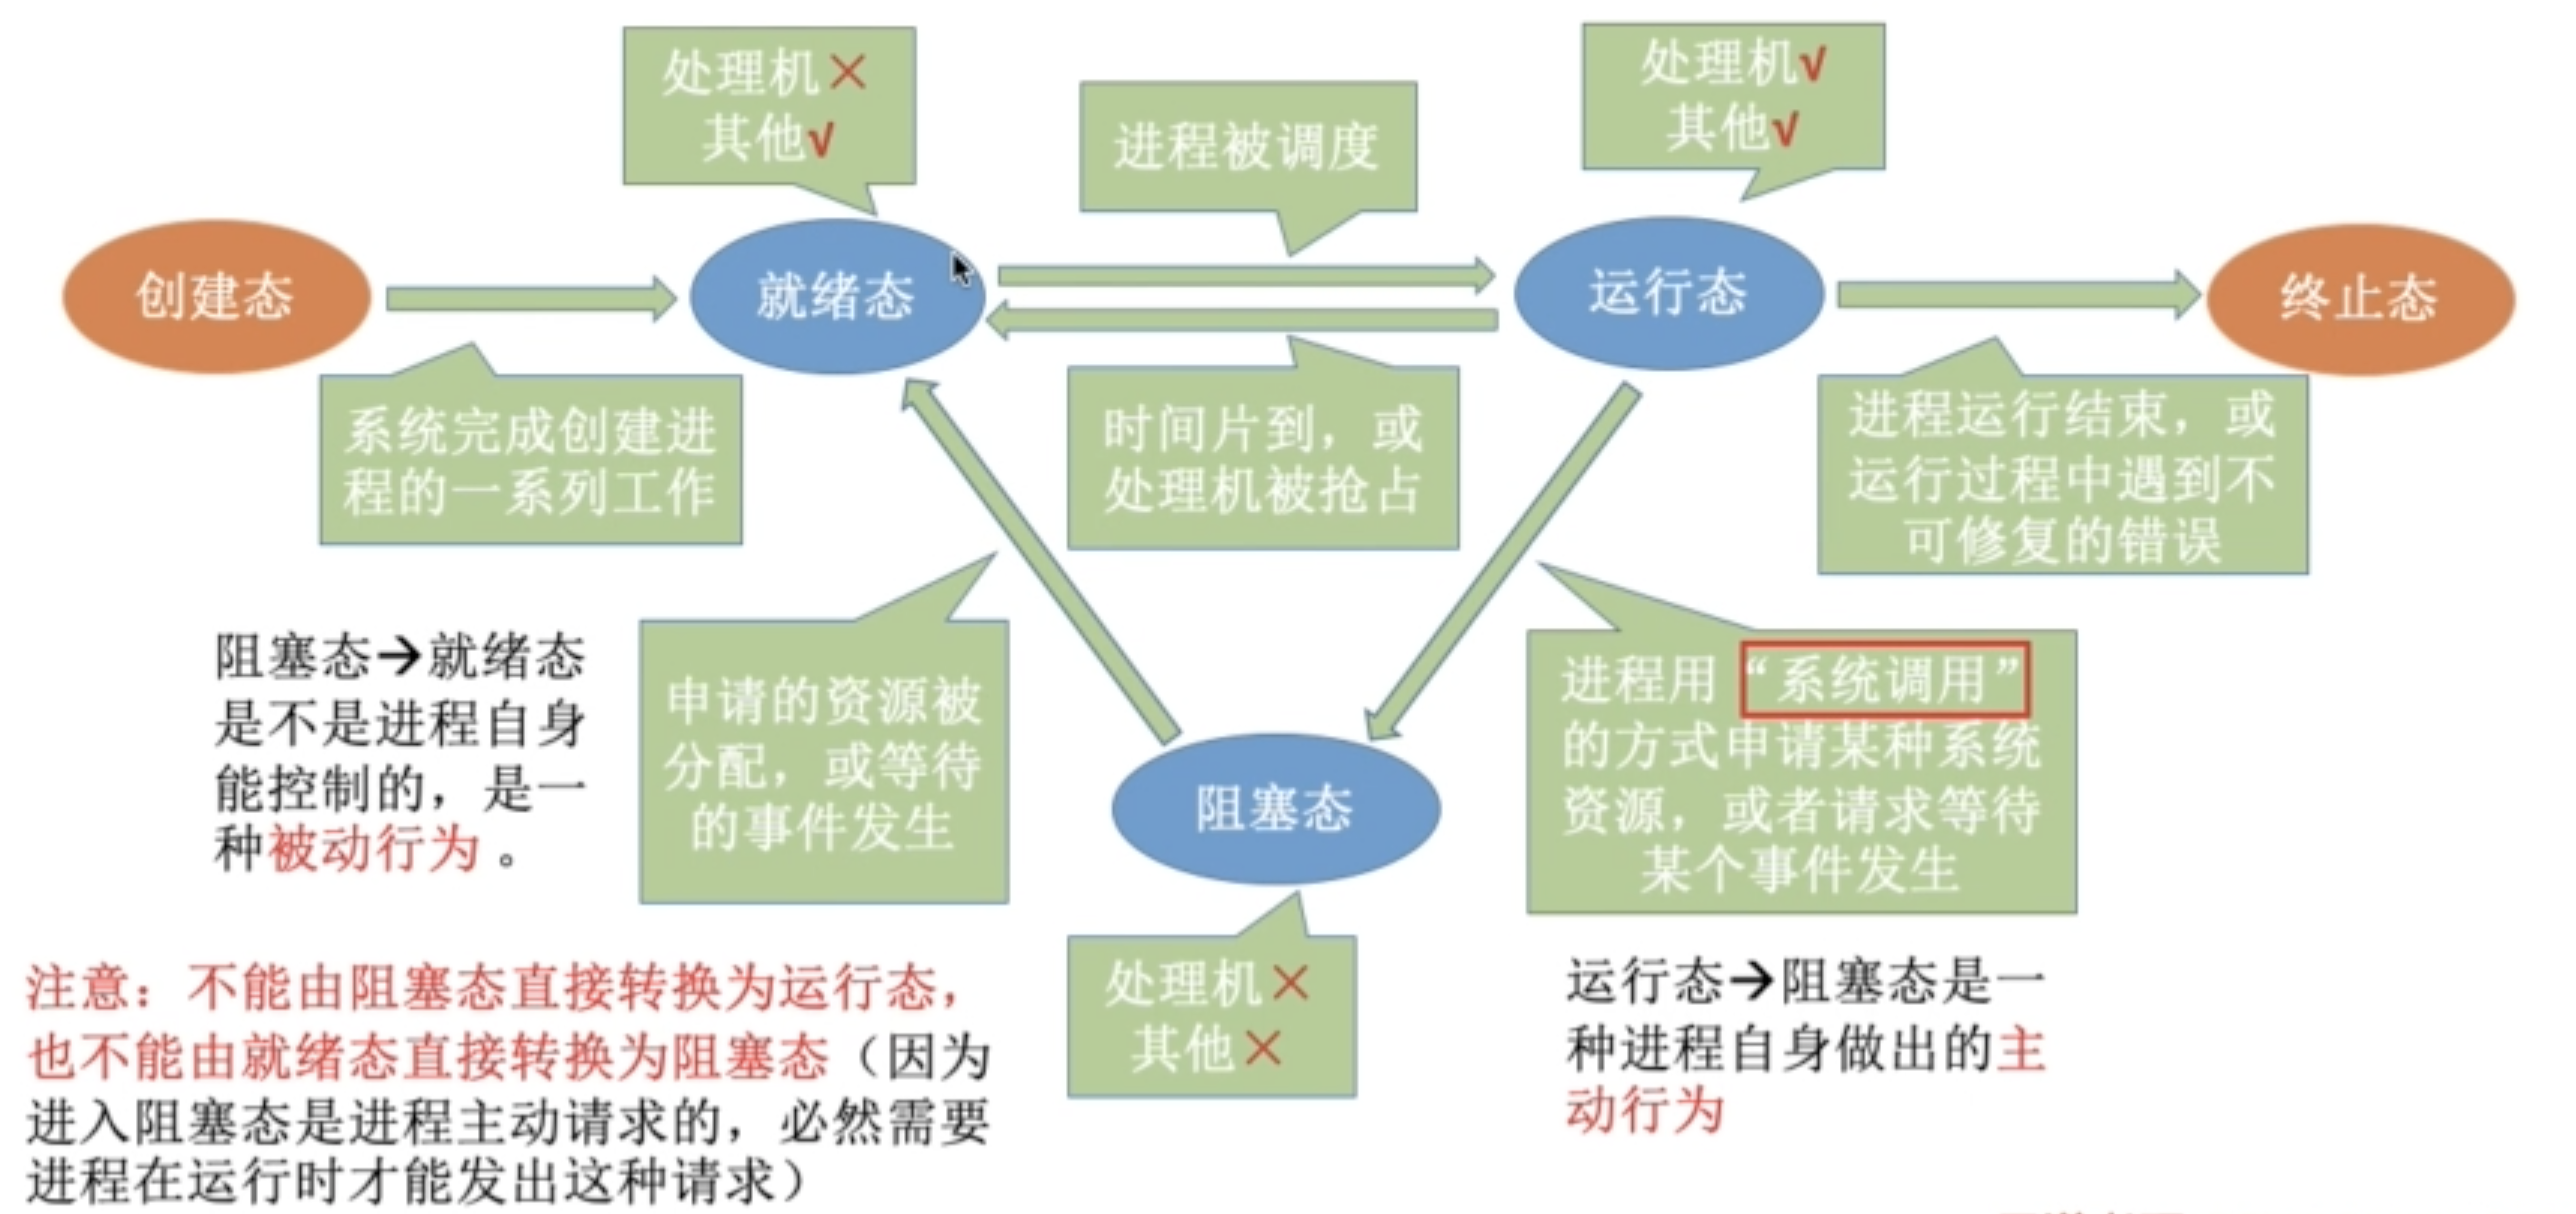 处理机×
其他√
进程被调度
处理机√
其他√
创建态
就绪态
运行态
终止态
系统完成创建进
程的一系列工作
时间片到，或
处理机被抢占
进程运行结束，或
运行过程中遇到不
可修复的错误
阻塞态→就绪态
是不是进程自身
能控制的，是一
种被动行为。
申请的资源被
分配，或等待
的事件发生
进程用“系统调用”
的方式申请某种系统
资源，或者请求等待
某个事件发生
阻塞态
处理机×
其他×
运行态→阻塞态是一
种进程自身做出的主
动行为
注意：不能由阻塞态直接转换为运行态，
也不能由就绪态直接转换为阻塞态（因为
进入阻塞态是进程主动请求的，必然需要
进程在运行时才能发出这种请求）